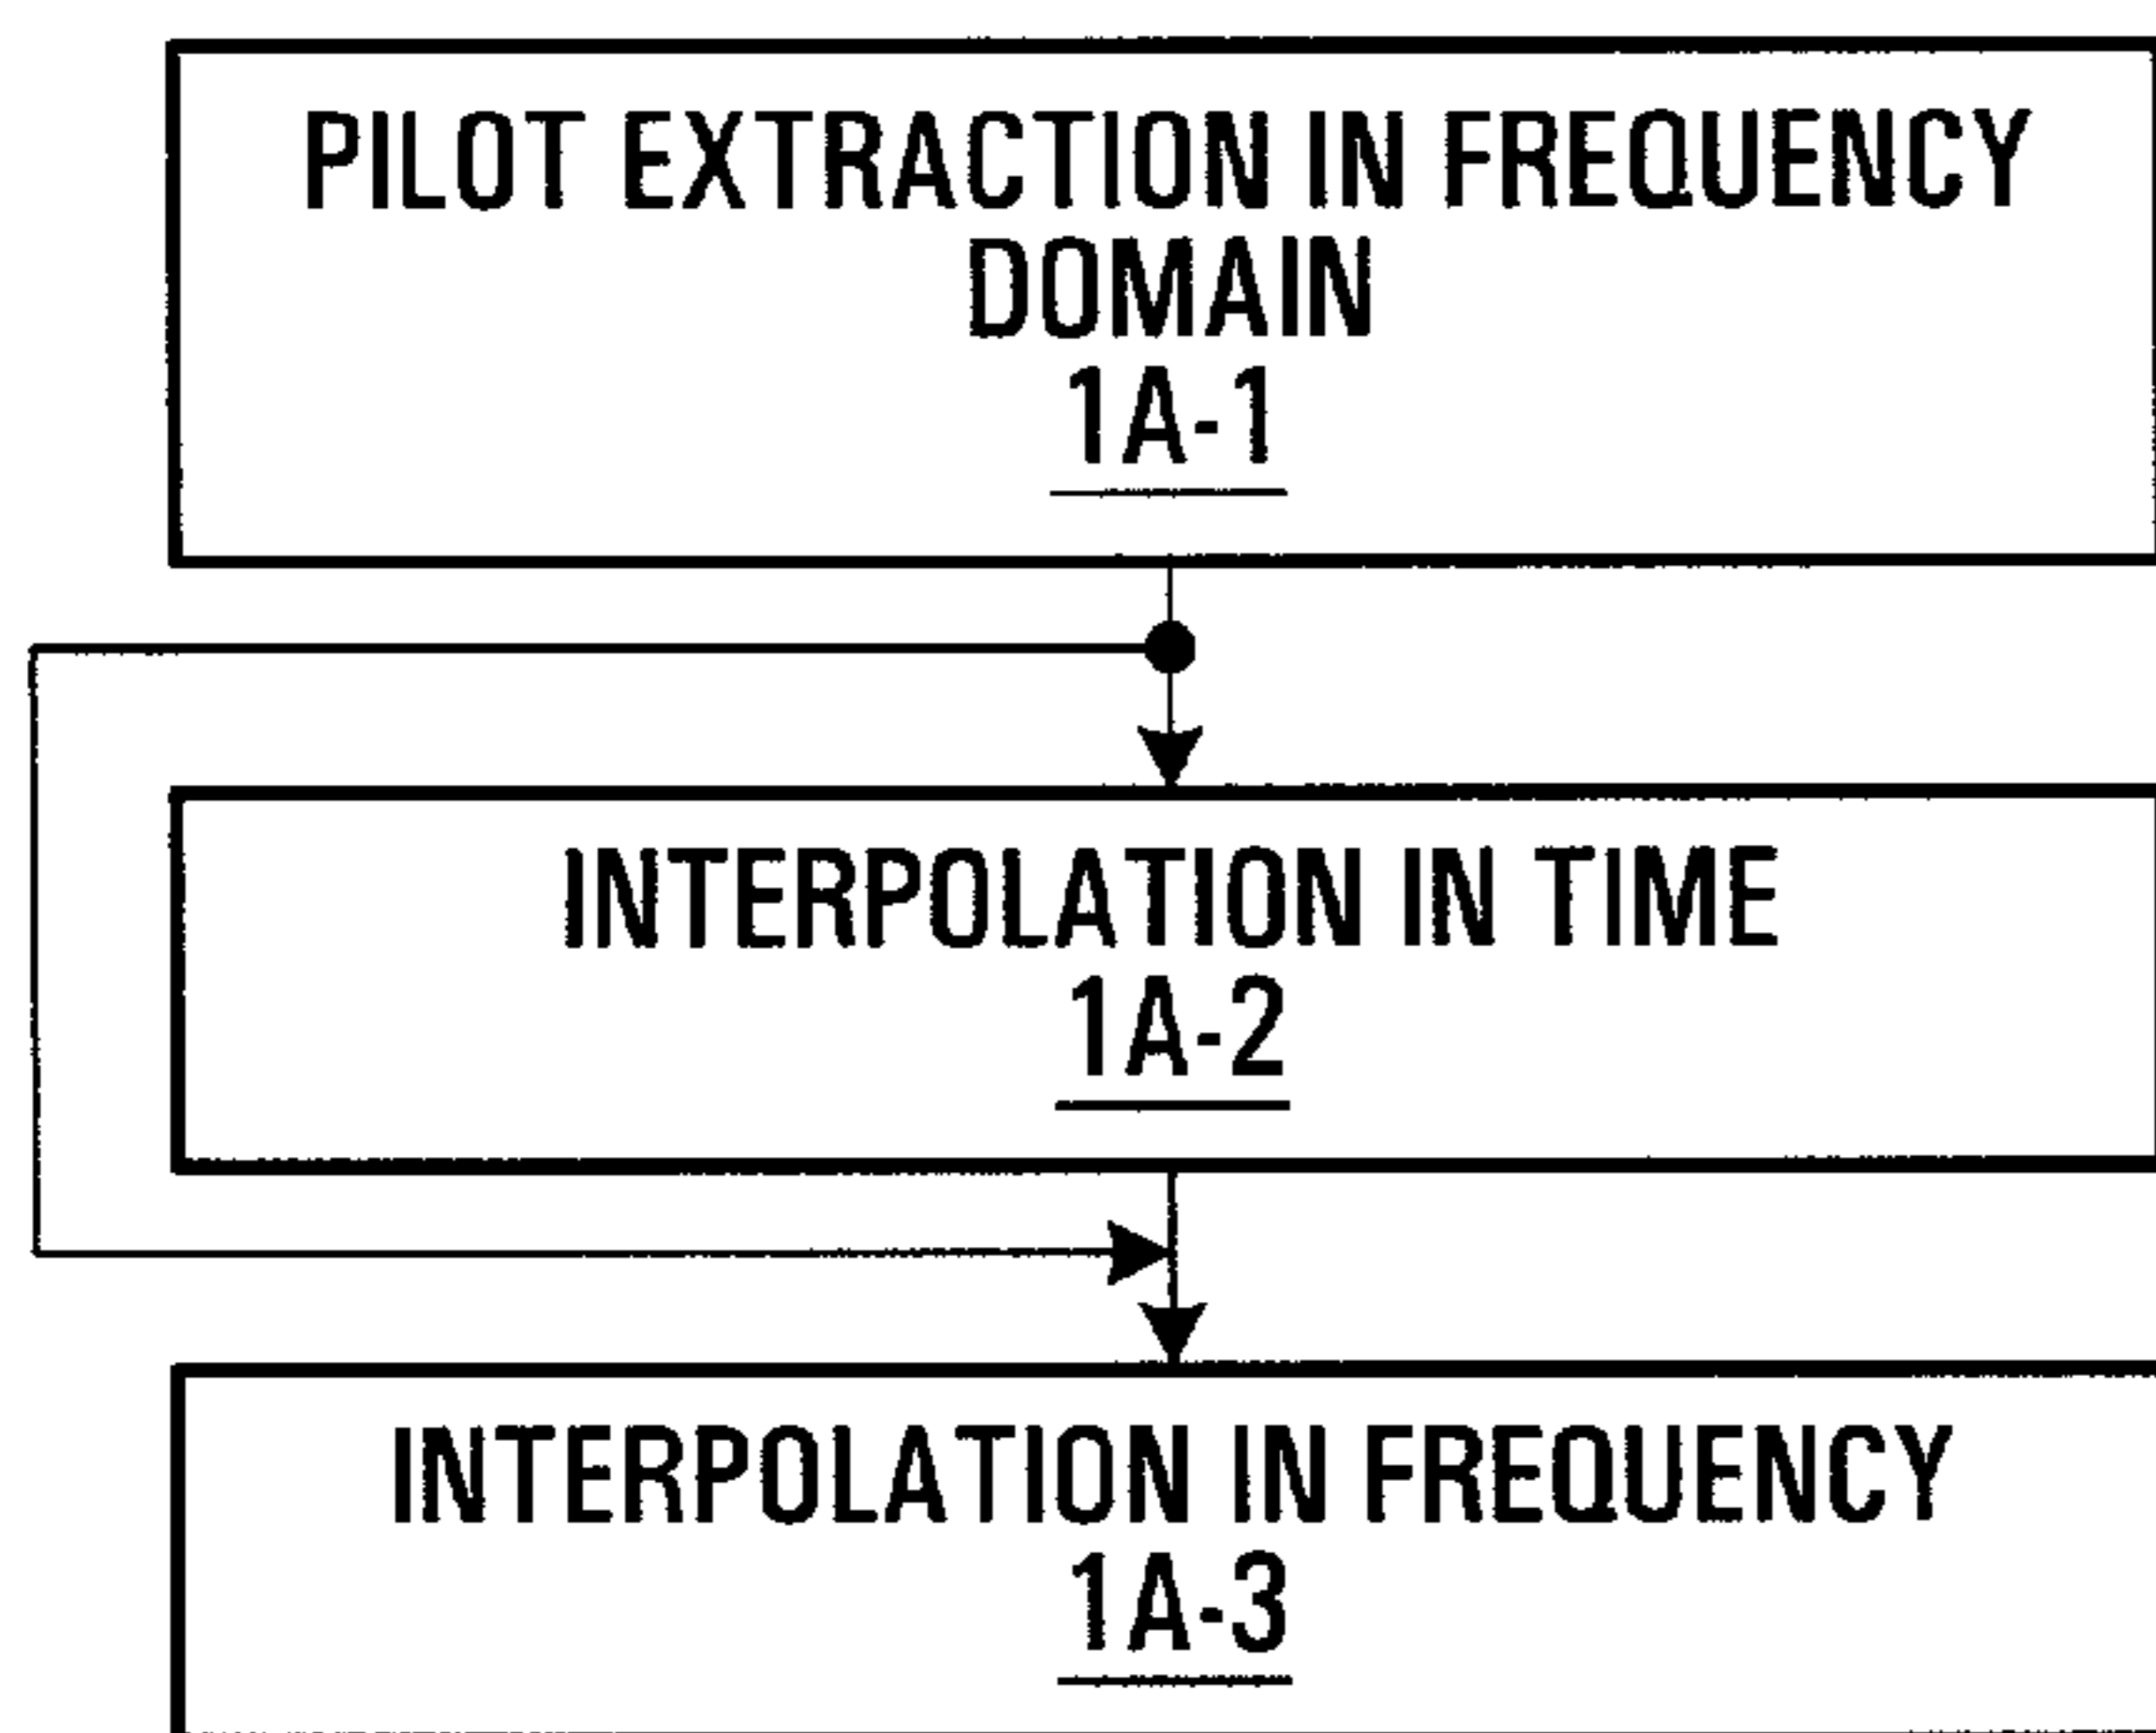 PILOT EXTRACTION IN FREQUENCY
DOMAIN
1A-1
INTERPOLATION IN TIME
1A-2
INTERPOLATION IN FREQUENCY
1A-3